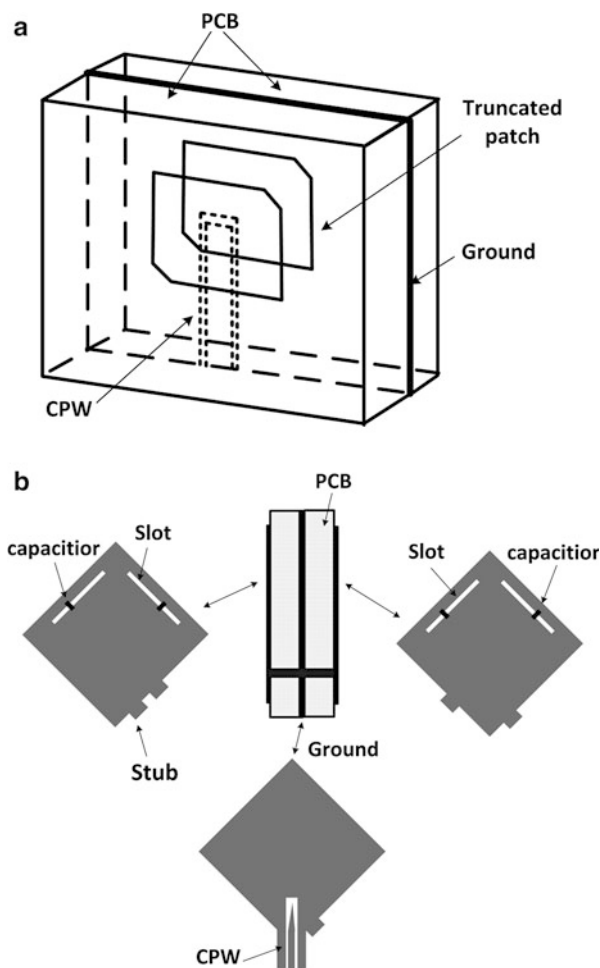 a
PCB
Truncated
patch
Ground
CPW
b
PCB
capacitior
Slot
Slot
capacitior
Stub
Ground
CPW